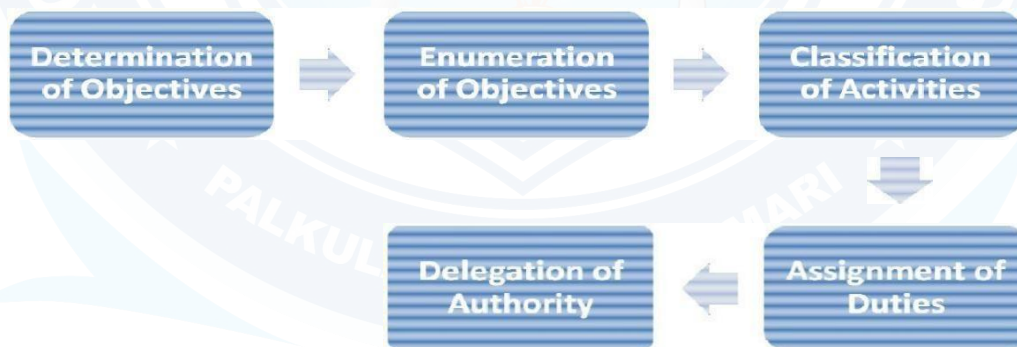 Determination
of Objectives
Enumeration
of Objectives
Classification
of Activities
Assignment of
Duties
Delegation of
Authority